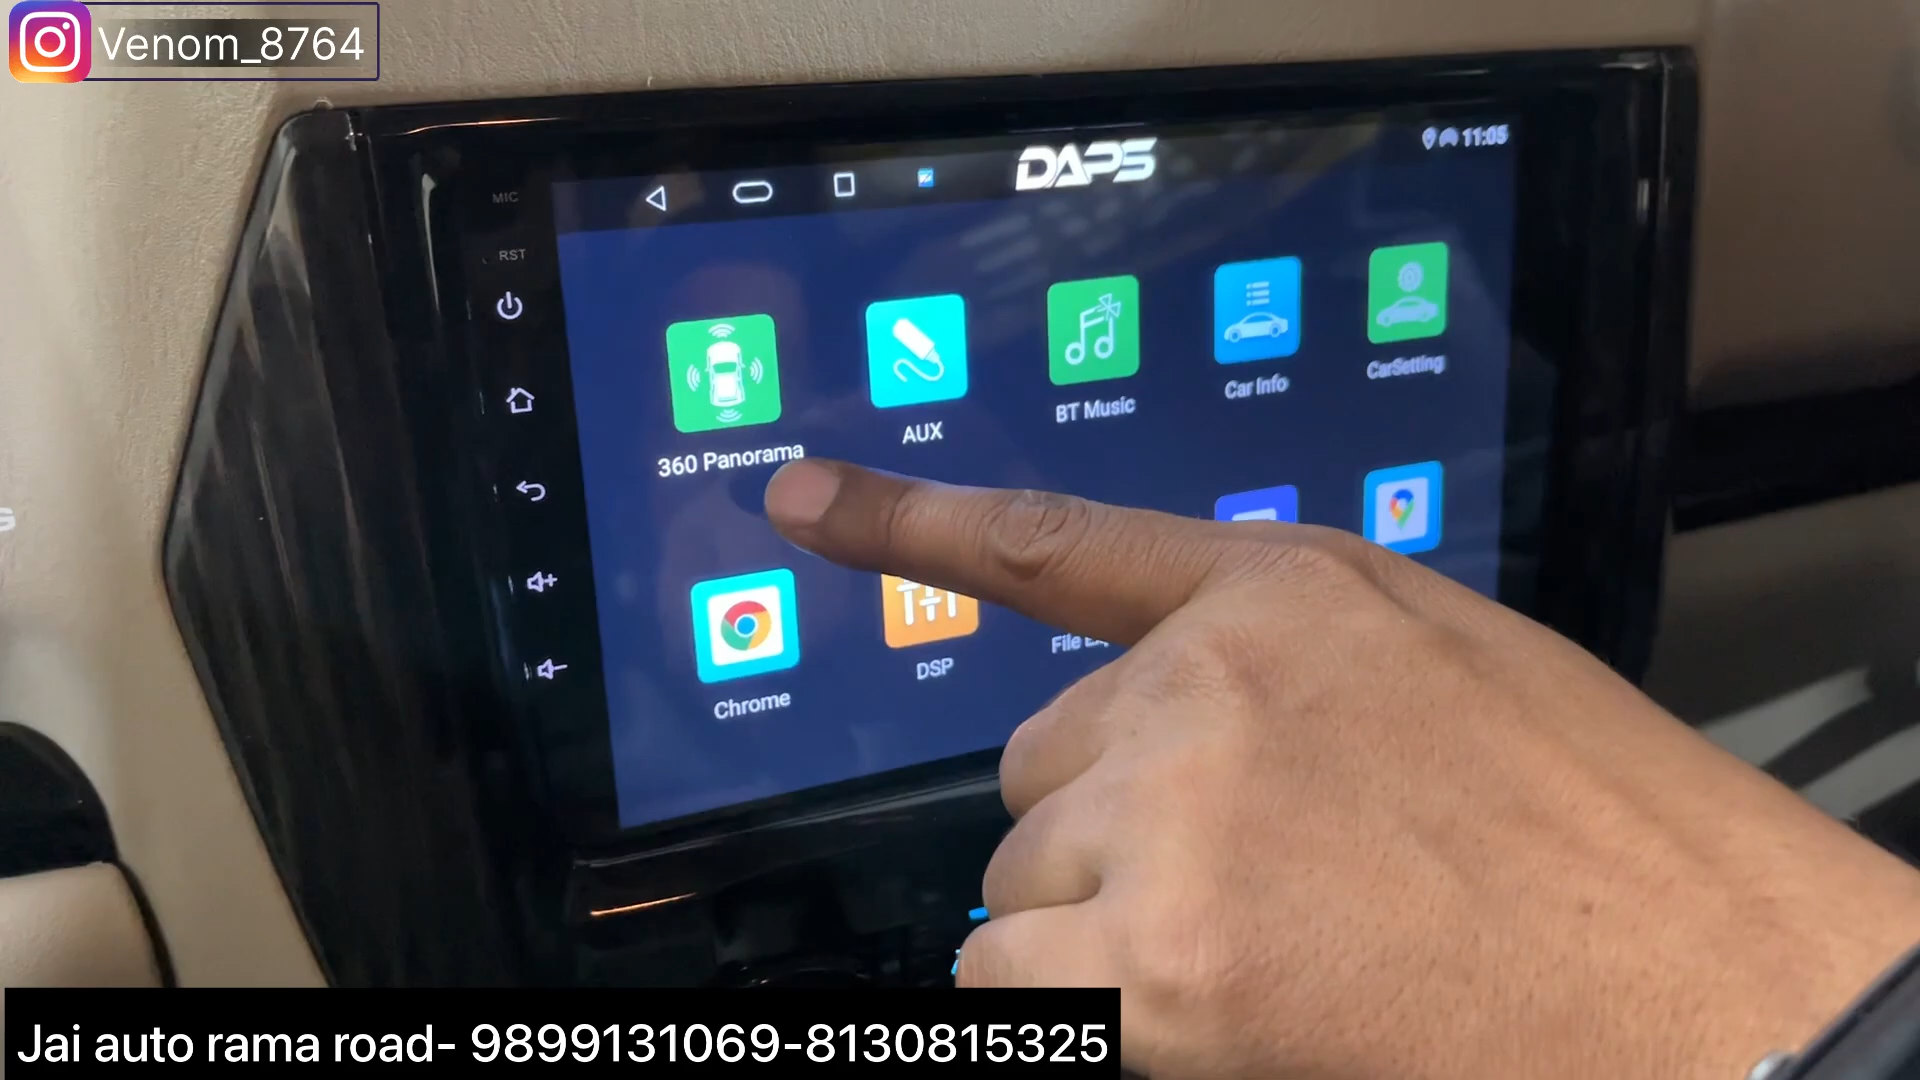 Venom_8764
DAPS
11:05
MIC
RST
360 Panorama
AUX
BT Music
Car Info
CarSetting
Chrome
DSP
File
Jai auto rama road- 9899131069-8130815325